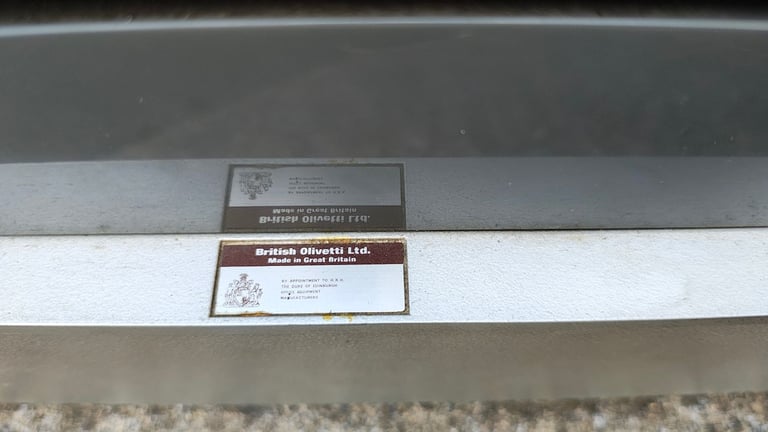 British Olivetti Ltd.
Made in Great Britain
BY APPOINTMENT TO H.R.H.
THE DUKE OF EDINBURGH
OFFICE EQUIPMENT
MANUFACTURERS